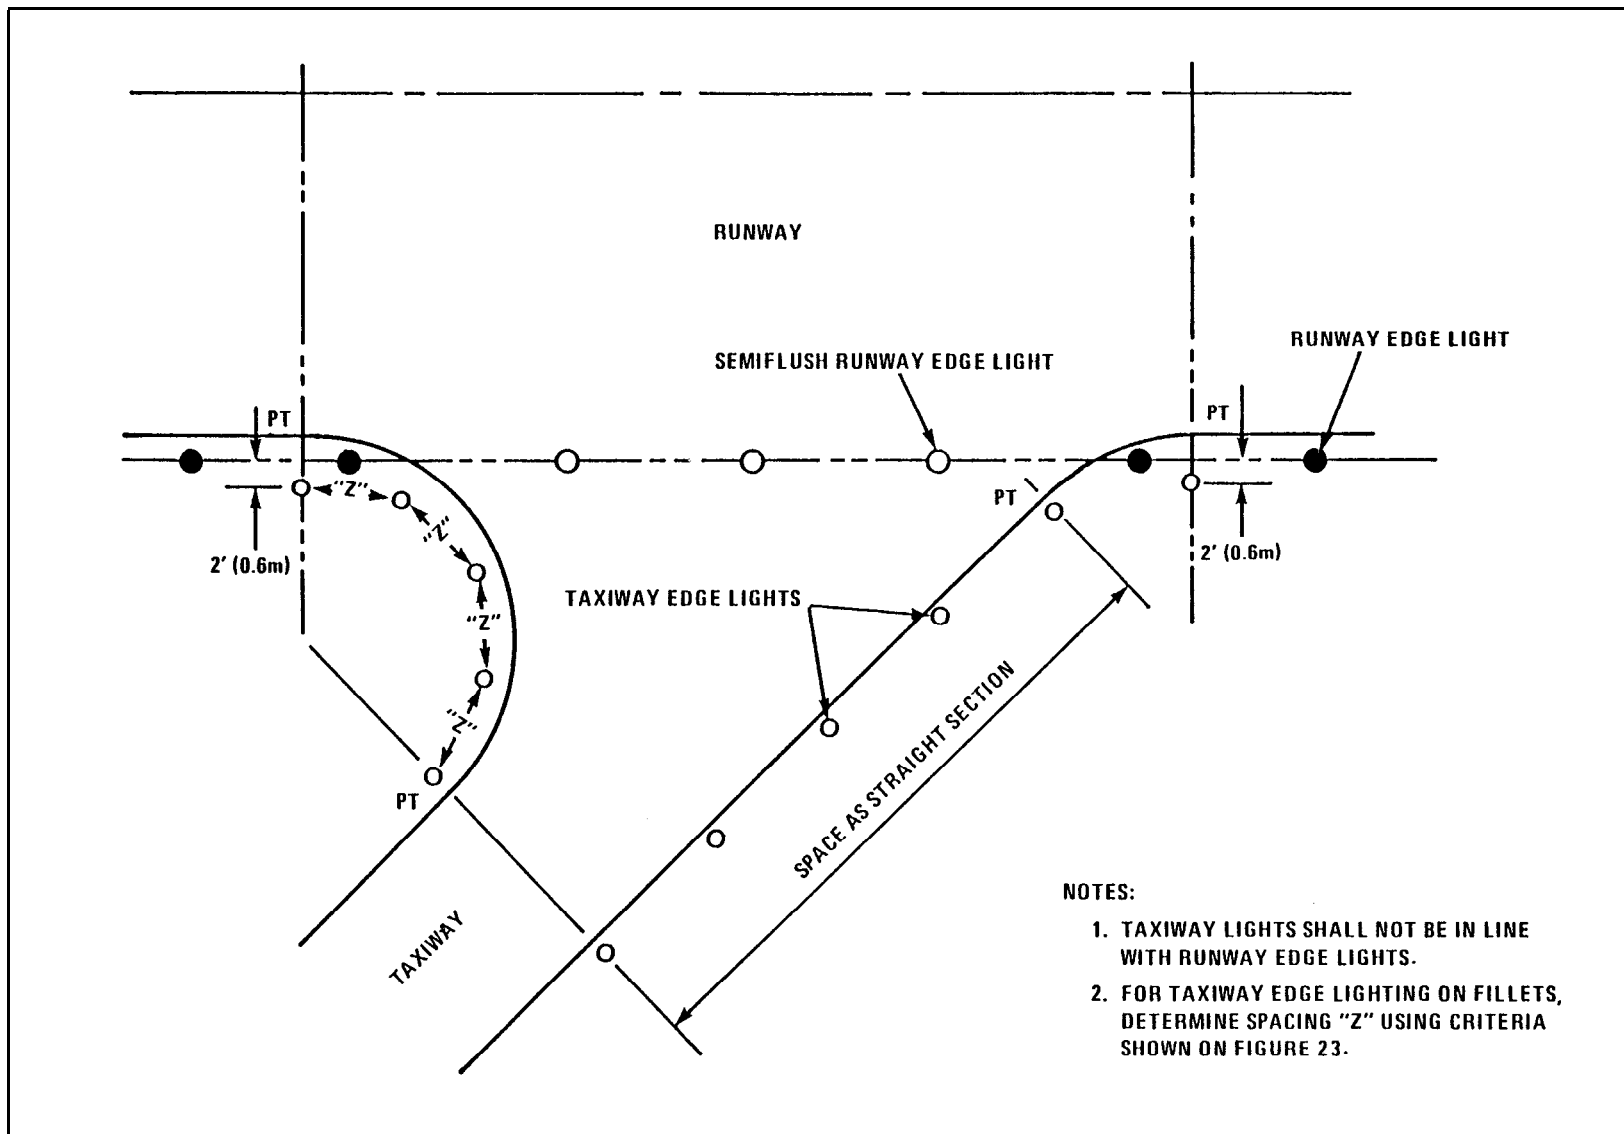 RUNWAY
RUNWAY EDGE LIGHT
SEMIFLUSH RUNWAY EDGE LIGHT
PT
PT
"Z"
PT
"Z"
2' (0.6m)
2' (0.6m)
TAXIWAY EDGE LIGHTS
"Z"
"Z"
PT
SPACE AS STRAIGHT SECTION
TAXIWAY
NOTES:
1. TAXIWAY LIGHTS SHALL NOT BE IN LINE
WITH RUNWAY EDGE LIGHTS.
2. FOR TAXIWAY EDGE LIGHTING ON FILLETS,
DETERMINE SPACING "Z" USING CRITERIA
SHOWN ON FIGURE 23.